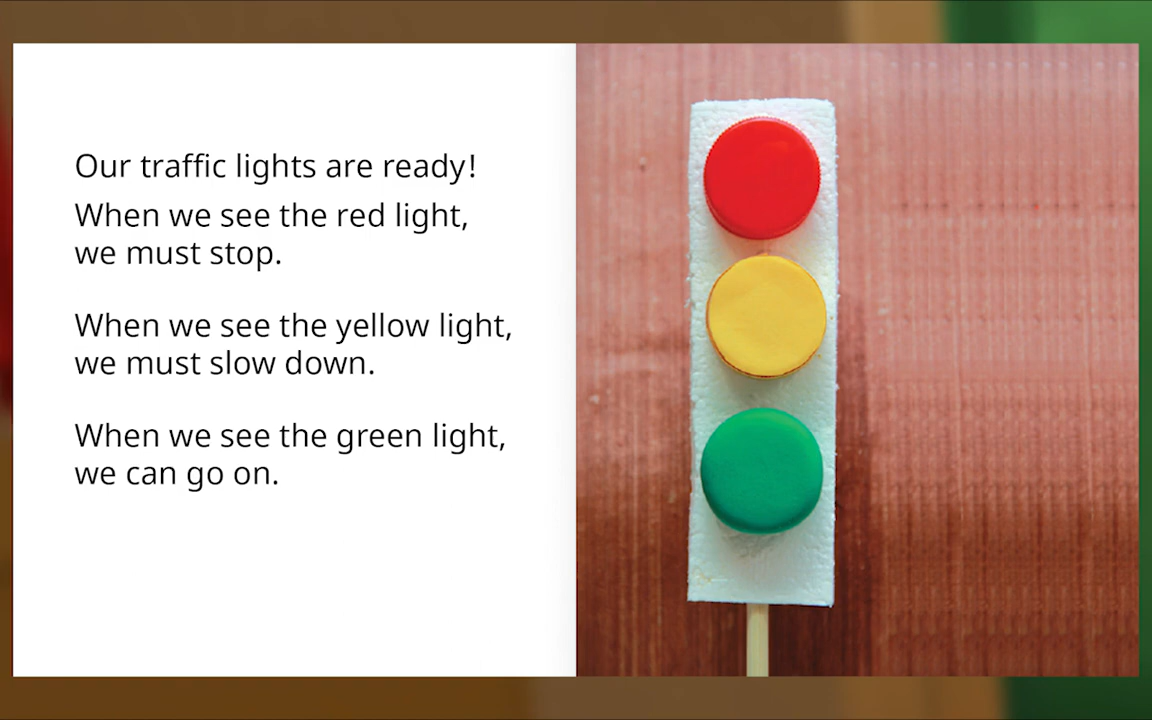 Our traffic lights are ready!
When we see the red light,
we must stop.
When we see the yellow light,
we must slow down.
When we see the green light,
we can go on.